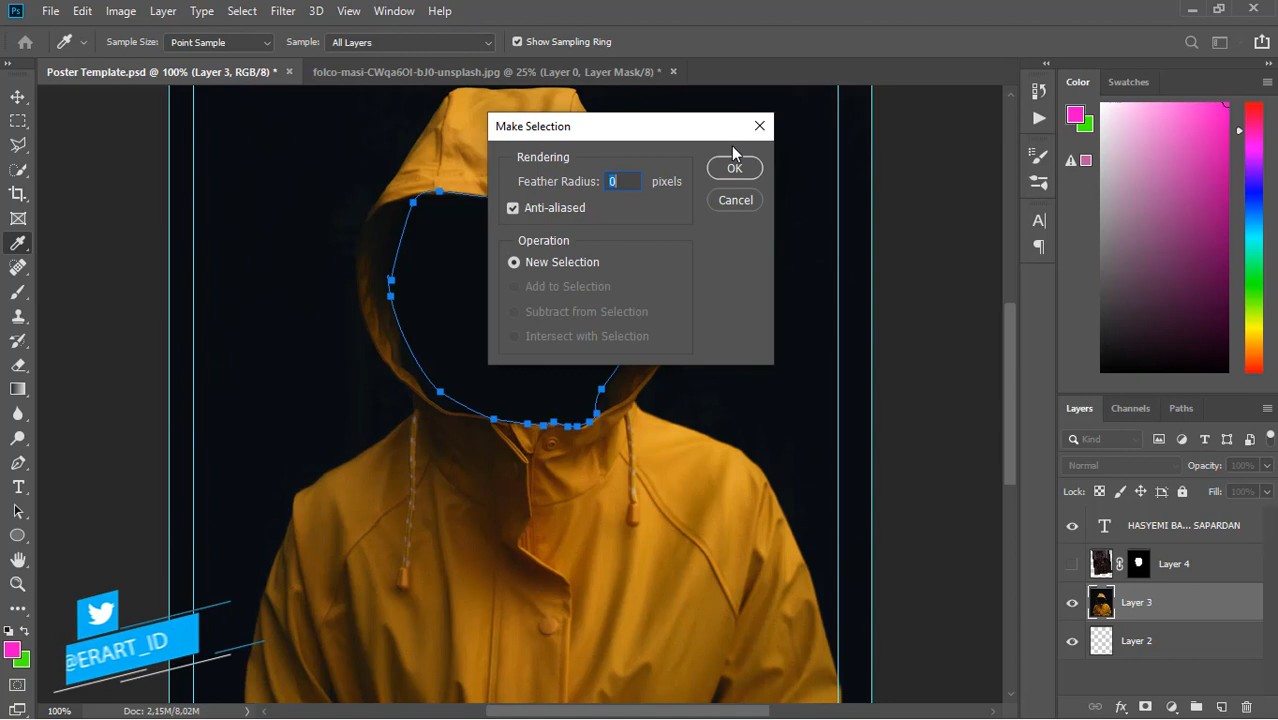 Ps File Edit Image Layer Type Select Filter 3D View Window Help
Sample Size: Point Sample Sample: All Layers Show Sampling Ring
Poster Template.psd @ 100% (Layer 3, RGB/8) * folco-masi-CWqa6OI-bJ0-unsplash.jpg @ 25% (Layer 0, Layer Mask/8) *
Color Swatches
Make Selection
Rendering
Feather Radius: 0 pixels
OK
Anti-aliased
Cancel
Operation
New Selection
Add to Selection
Subtract from Selection
Intersect with Selection
Layers Channels Paths
Kind
Normal Opacity: 100%
Lock: Fill: 100%
HASYEMI BA... SAPARDAN
Layer 4
Layer 3
Layer 2
@ERART_ID
100% Doc: 2,15M/8,02M